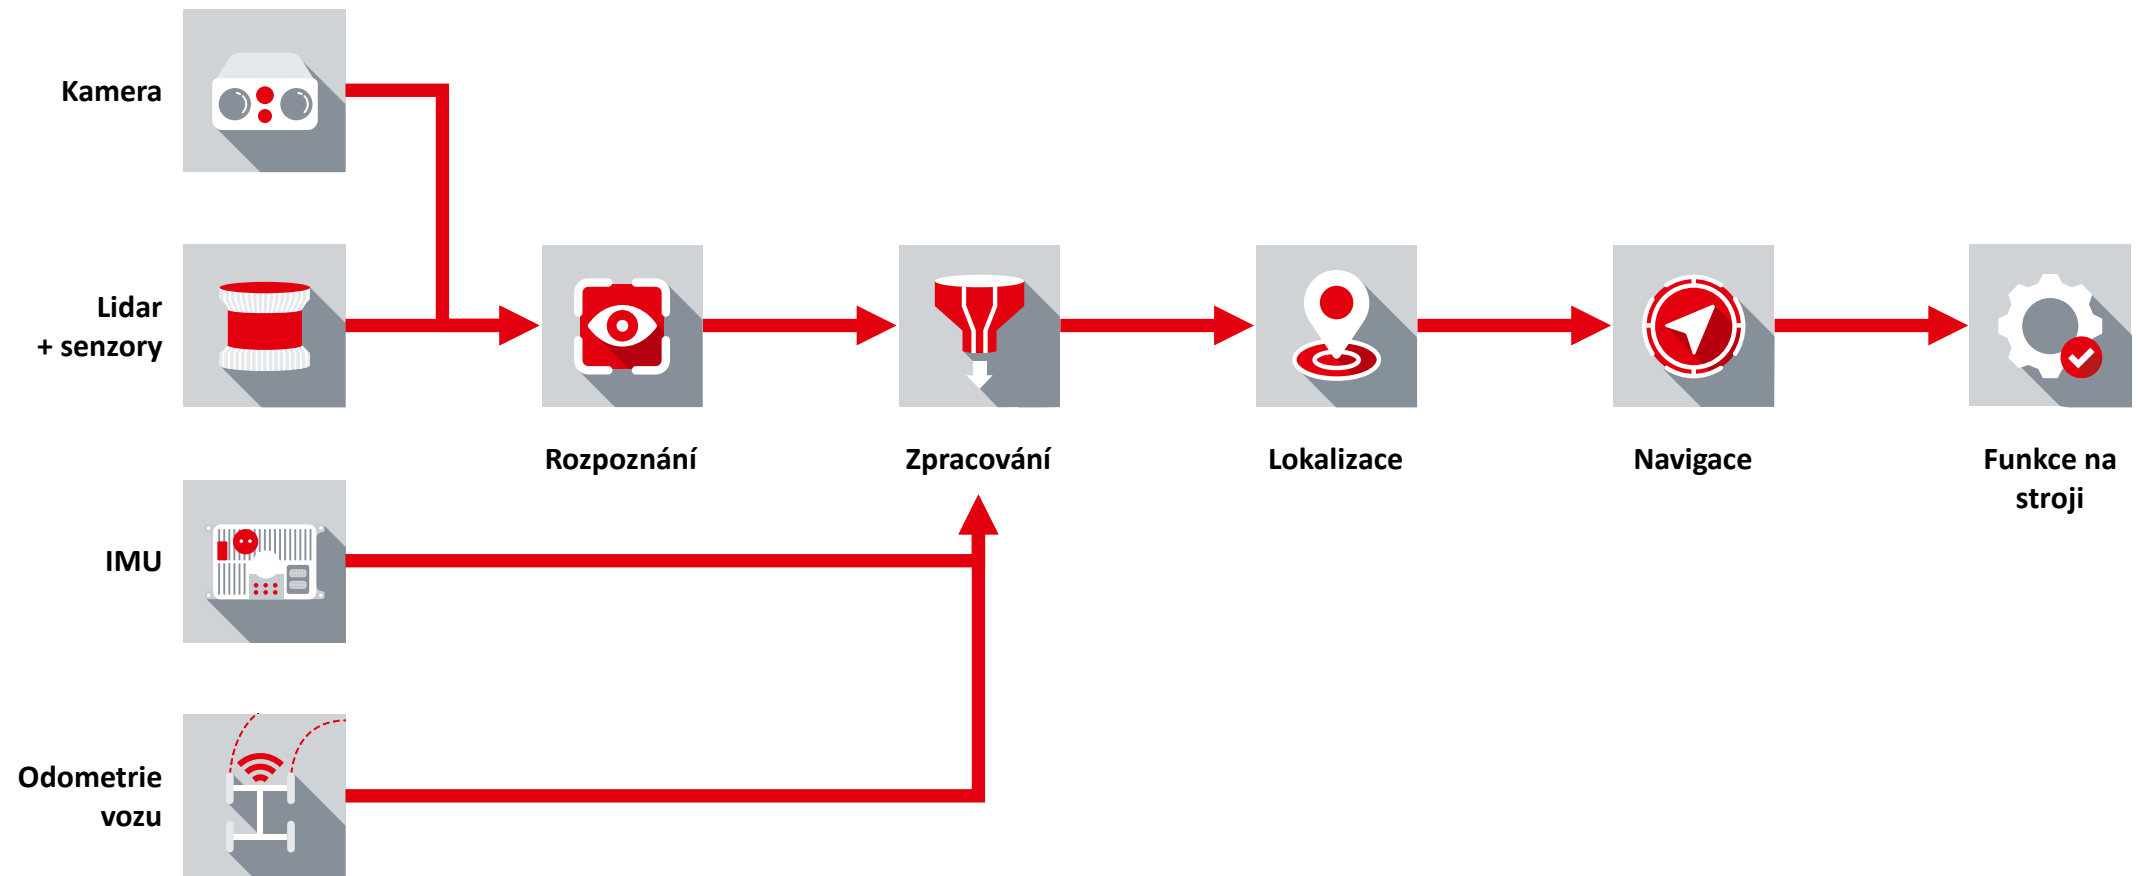 Kamera
Lidar
+ senzory
Rozpoznání
Zpracování
Lokalizace
Navigace
Funkce na
stroji
IMU
Odometrie
vozu